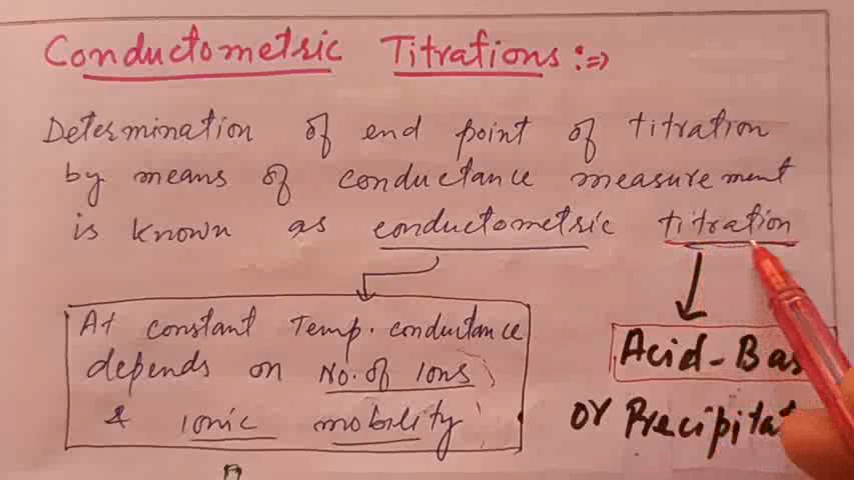 Conductometric Titrations :⇒
Determination of end point of titration
by means of conductance measurement
is known as conductometric titration
At constant Temp. conductance
depends on No. of Ions
& ionic mobility
Acid-Bas
or Precipitat